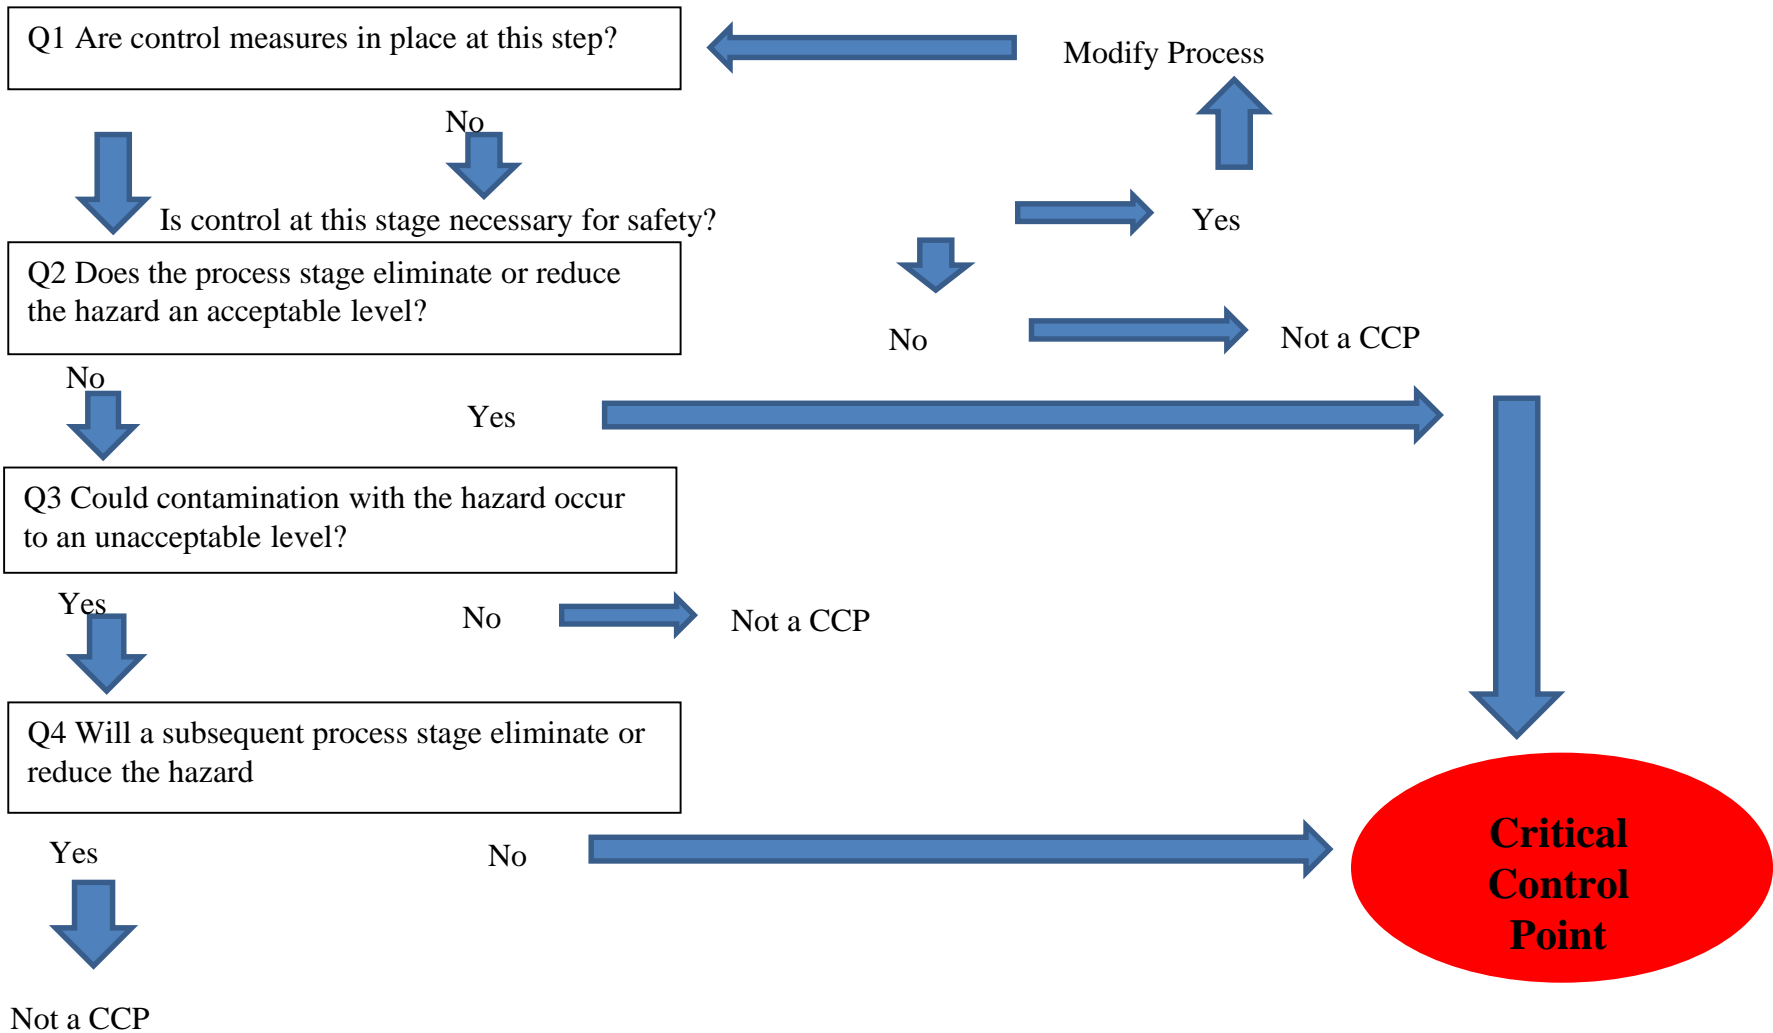 Q1 Are control measures in place at this step?
Modify Process
No
Is control at this stage necessary for safety?
Yes
Q2 Does the process stage eliminate or reduce
the hazard an acceptable level?
No
Not a CCP
No
Yes
Q3 Could contamination with the hazard occur
to an unacceptable level?
Yes
No
Not a CCP
Q4 Will a subsequent process stage eliminate or
reduce the hazard
Yes
No
Critical
Control
Point
Not a CCP